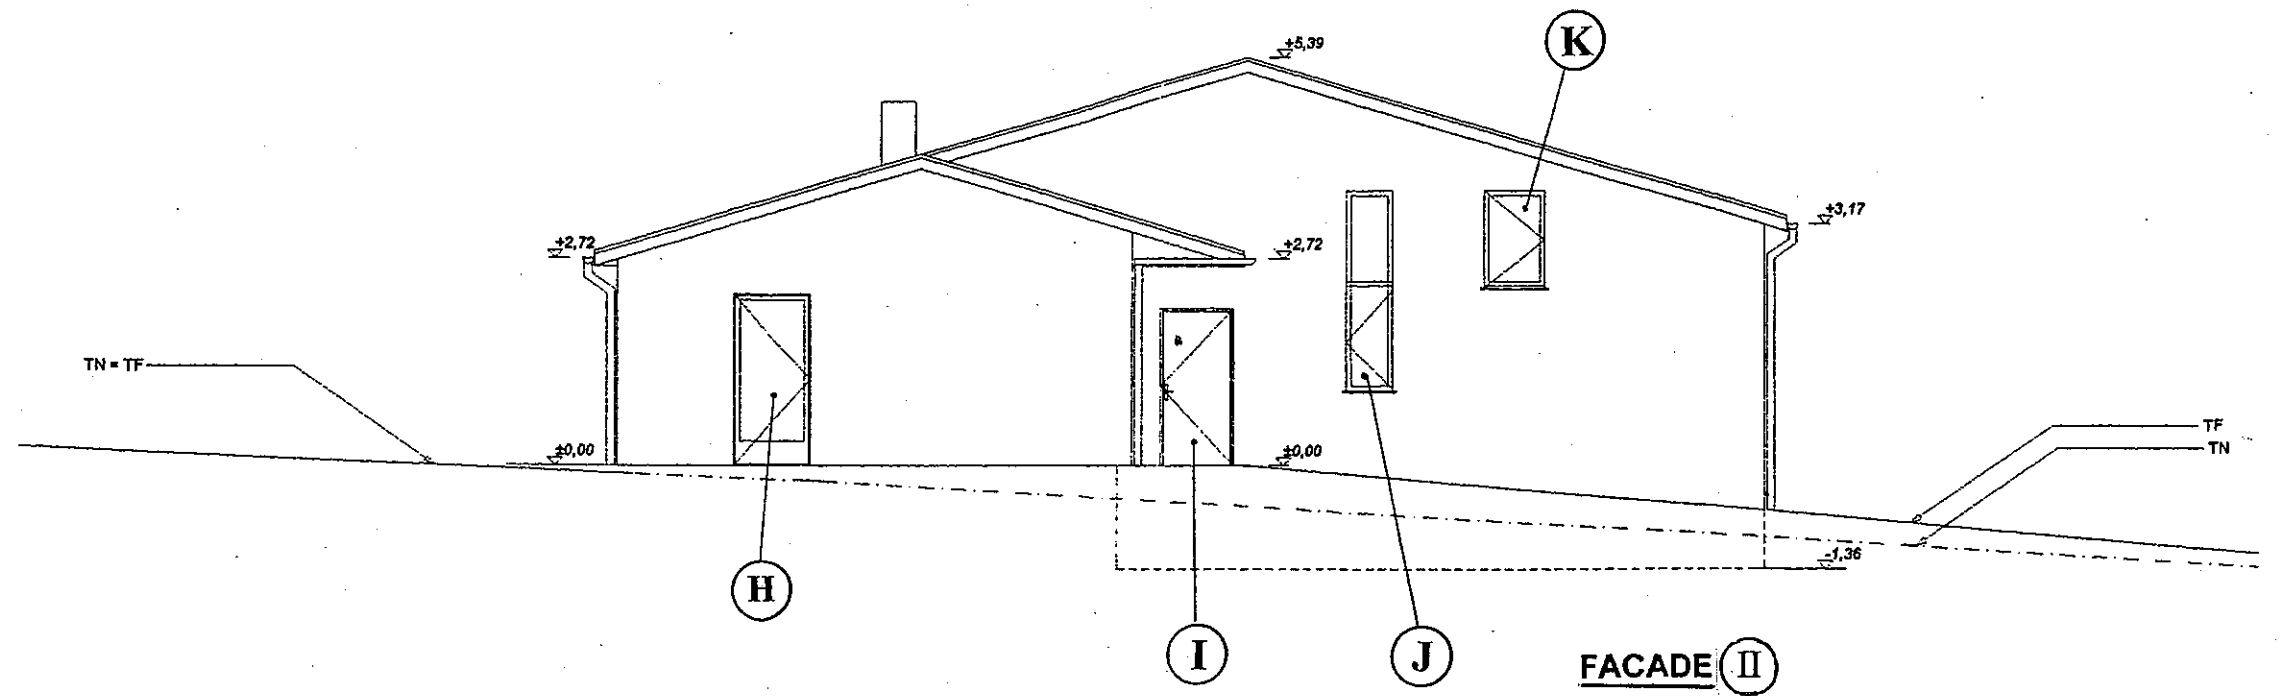 K
+5,39
+3,17
+2,72
+2,72
TN = TF
±0,00
±0,00
TF
TN
-1,36
H
I
J
FACADE II